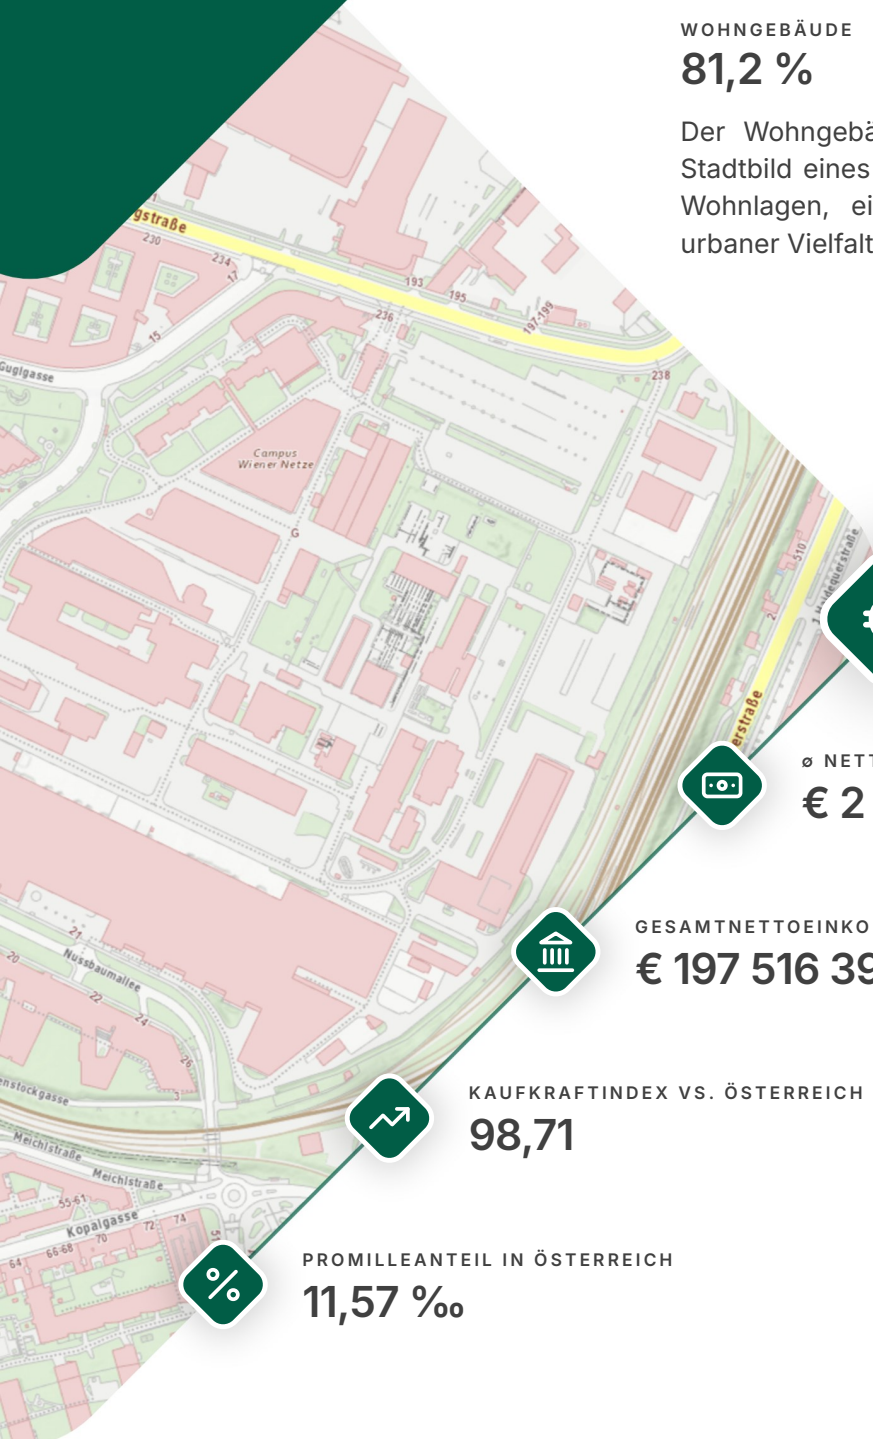 WOHNGEBÄUDE
81,2 %
Der Wohngebä
Stadtbild eines
Wohnlagen, ei
urbaner Vielfalt
gstraße
230
234
17
193
195
197-199
236
15
238
Guglgasse
Campus
Wiener Netze
G
510
2
Haidequerstraße
erstraße
ø NETT
€ 2
GESAMTNETTOEINKO
€ 197 516 39
21
20
Nussbaumallee
22
24
26
3
enstockgasse
KAUFKRAFTINDEX VS. ÖSTERREICH
98,71
Meichlstraße
Meichlstraße
55-61
Kopalgasse
72
74
70
66-68
64
PROMILLEANTEIL IN ÖSTERREICH
11,57 ‰